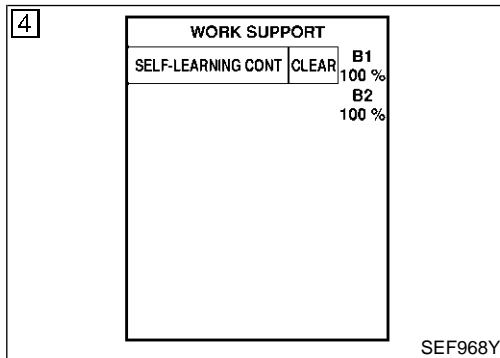 4
WORK SUPPORT
SELF-LEARNING CONT CLEAR B1
100 %
B2
100 %
SEF968Y